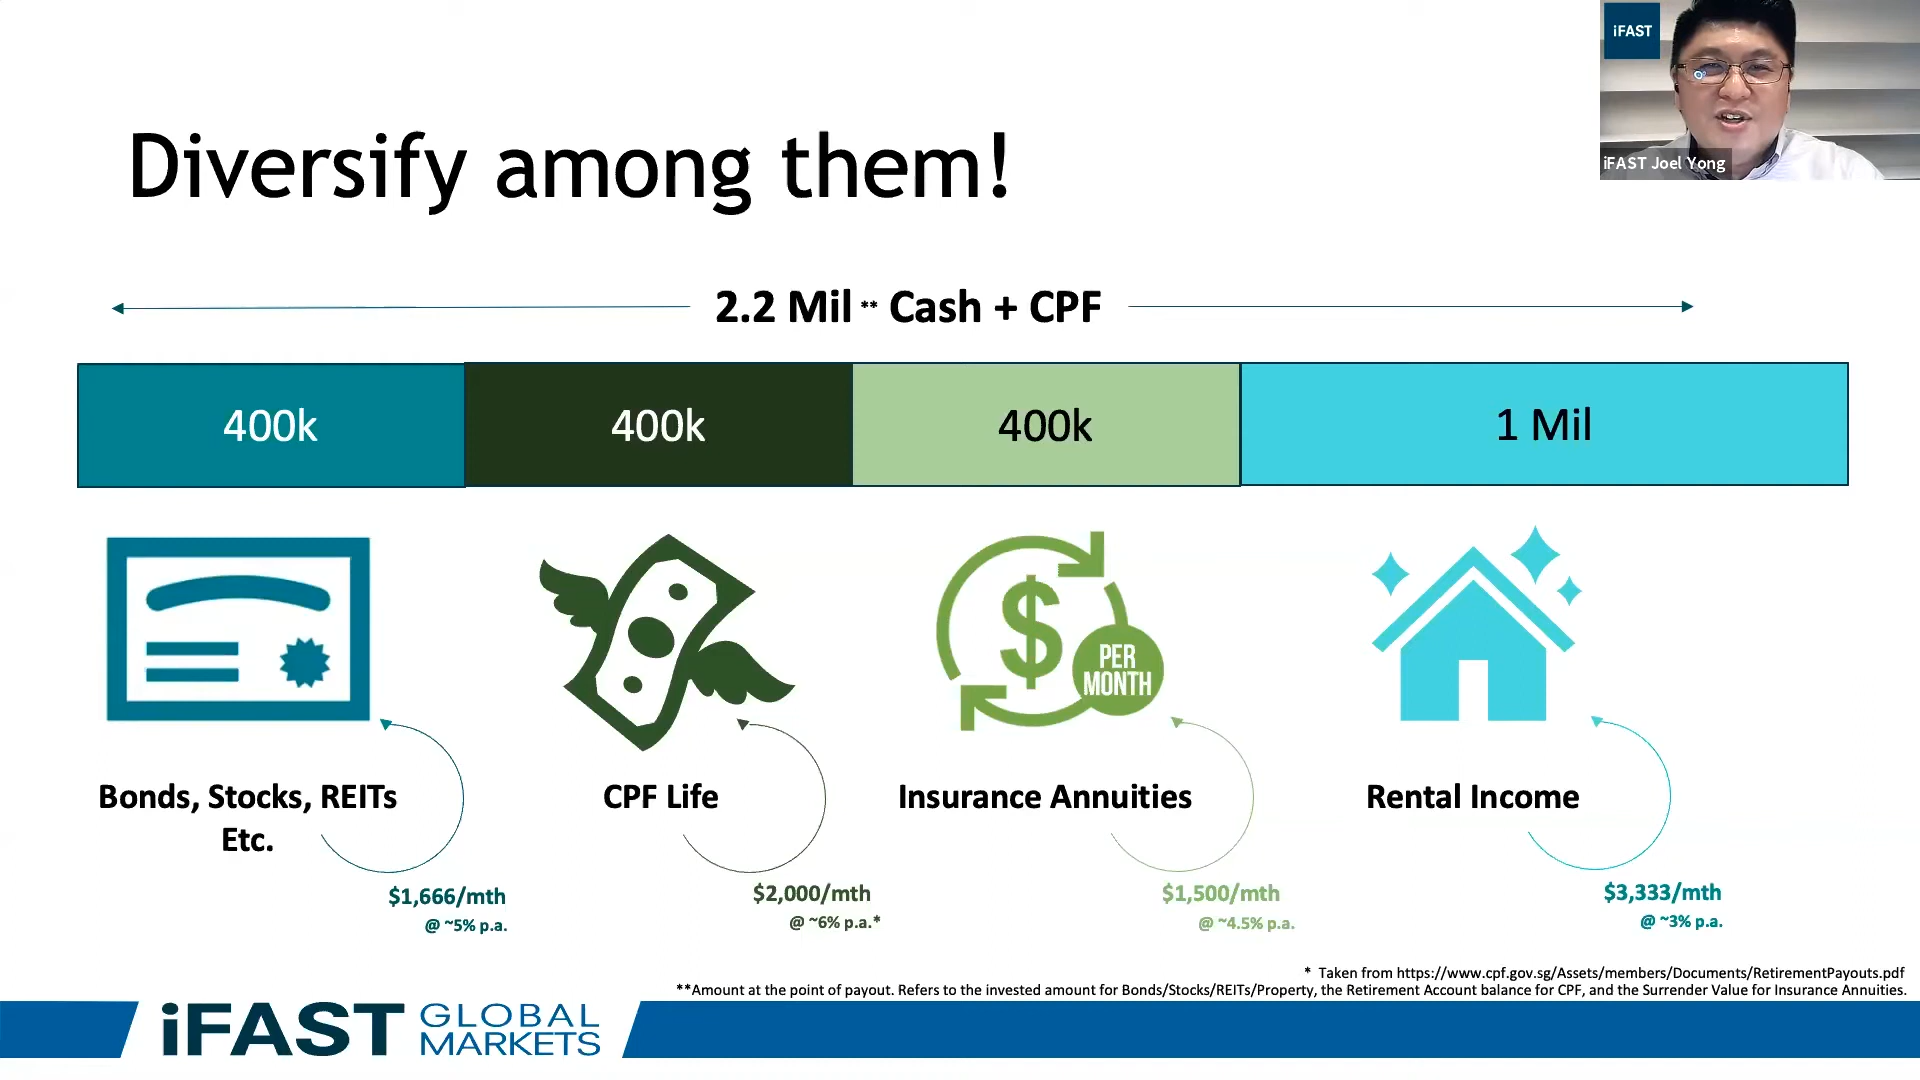 iFAST
iFAST Joel Yong
Diversify among them!
2.2 Mil ** Cash + CPF
400k
400k
400k
1 Mil
$
PER
MONTH
Bonds, Stocks, REITs
Etc.
CPF Life
Insurance Annuities
Rental Income
$1,666/mth
@ ~5% p.a.
$2,000/mth
@ ~6% p.a.*
$1,500/mth
@ ~4.5% p.a.
$3,333/mth
@ ~3% p.a.
* Taken from https://www.cpf.gov.sg/Assets/members/Documents/RetirementPayouts.pdf
**Amount at the point of payout. Refers to the invested amount for Bonds/Stocks/REITs/Property, the Retirement Account balance for CPF, and the Surrender Value for Insurance Annuities.
iFAST GLOBAL
MARKETS